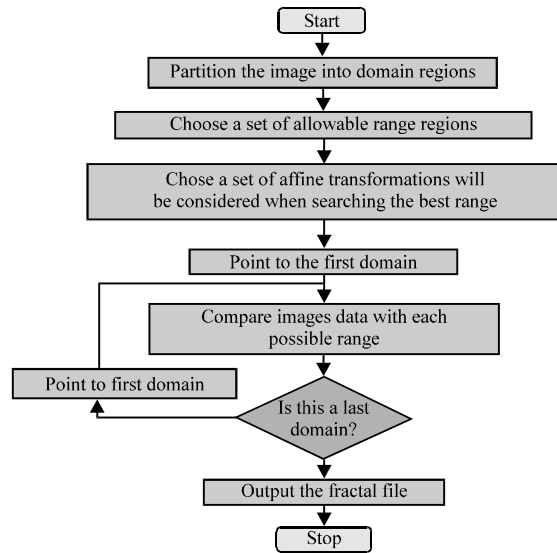 Start
Partition the image into domain regions
Choose a set of allowable range regions
Chose a set of affine transformations will
be considered when searching the best range
Point to the first domain
Compare images data with each
possible range
Point to first domain
Is this a last
domain?
Output the fractal file
Stop